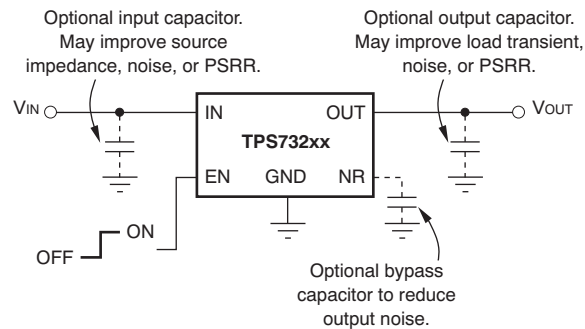 Optional input capacitor.
May improve source
impedance, noise, or PSRR.
Optional output capacitor.
May improve load transient,
noise, or PSRR.
VIN
IN
OUT
VOUT
TPS732xx
EN
GND
NR
ON
OFF
Optional bypass
capacitor to reduce
output noise.